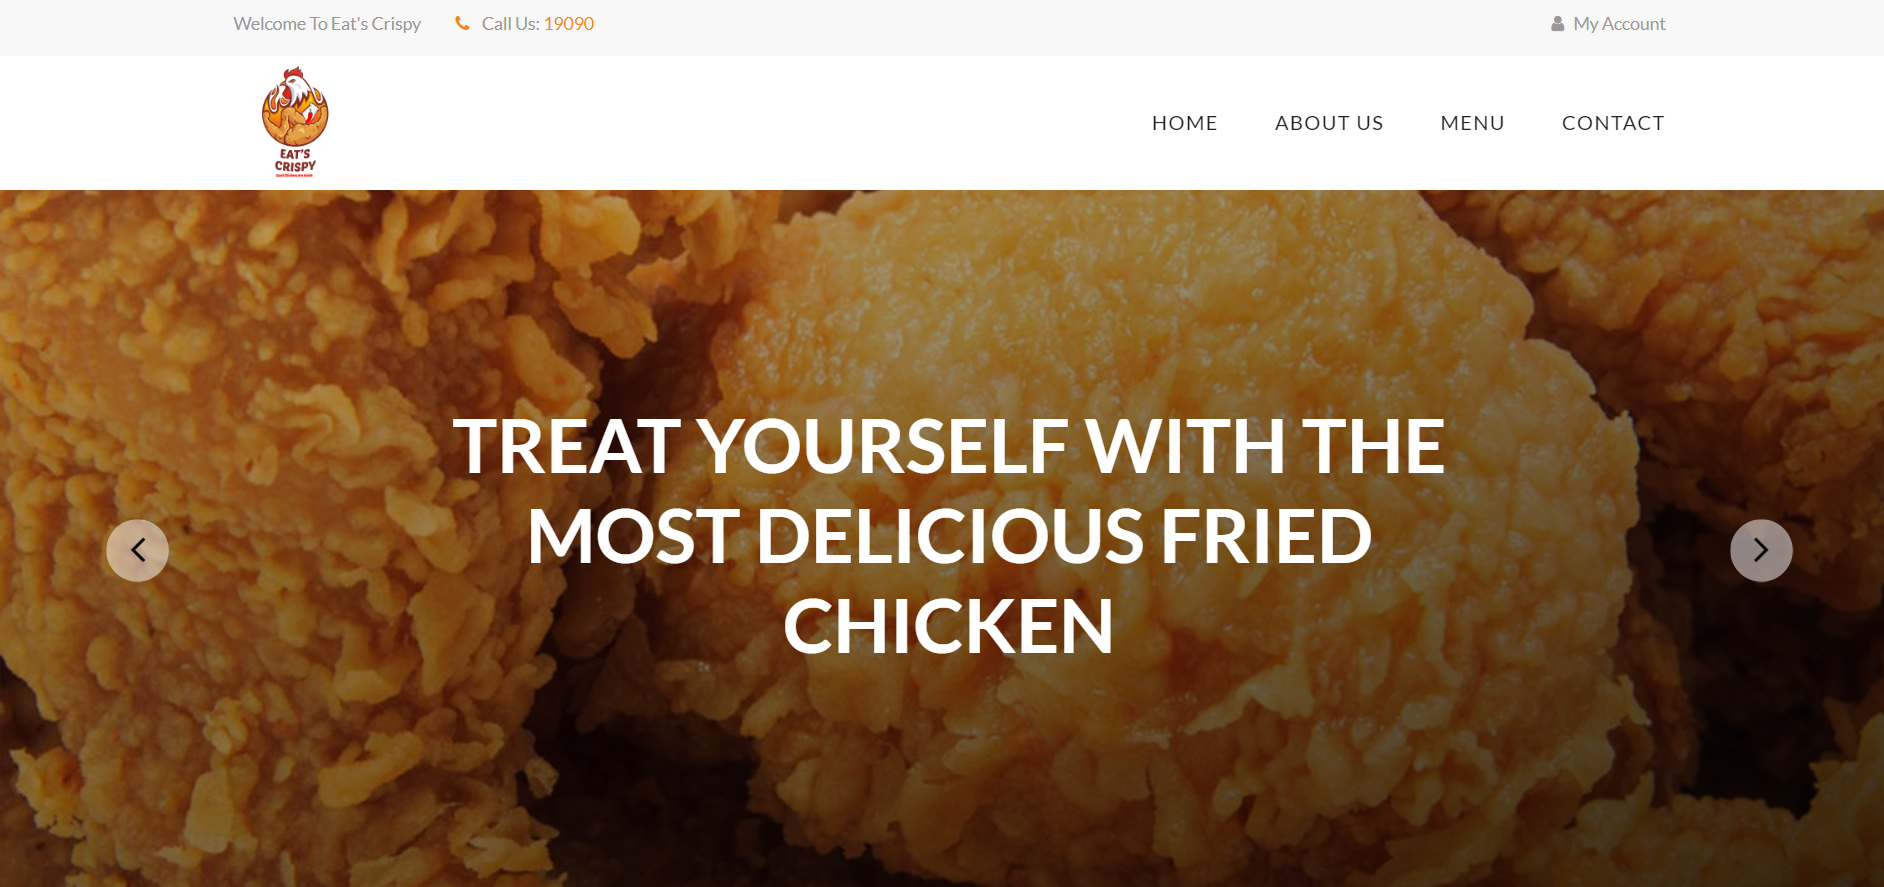 Welcome To Eat's Crispy
Call Us: 19090
My Account
EAT'S
CRISPY
HOME
ABOUT US
MENU
CONTACT
TREAT YOURSELF WITH THE
MOST DELICIOUS FRIED
CHICKEN